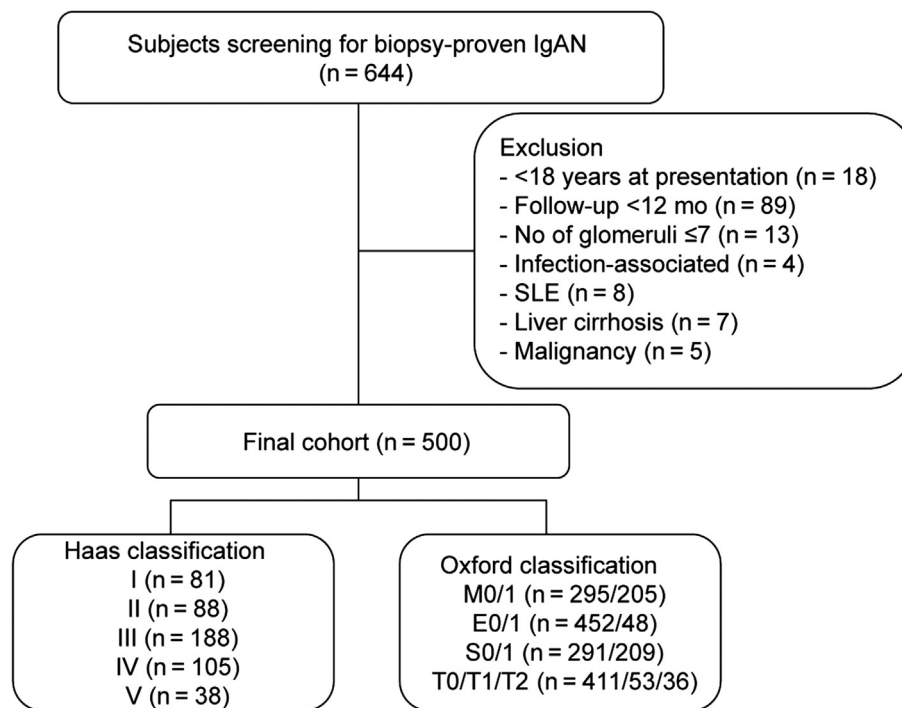 Subjects screening for biopsy-proven IgAN
(n = 644)
Exclusion
- <18 years at presentation (n = 18)
- Follow-up <12 mo (n = 89)
- No of glomeruli ≤7 (n = 13)
- Infection-associated (n = 4)
- SLE (n = 8)
- Liver cirrhosis (n = 7)
- Malignancy (n = 5)
Final cohort (n = 500)
Haas classification
I (n = 81)
II (n = 88)
III (n = 188)
IV (n = 105)
V (n = 38)
Oxford classification
M0/1 (n = 295/205)
E0/1 (n = 452/48)
S0/1 (n = 291/209)
T0/T1/T2 (n = 411/53/36)